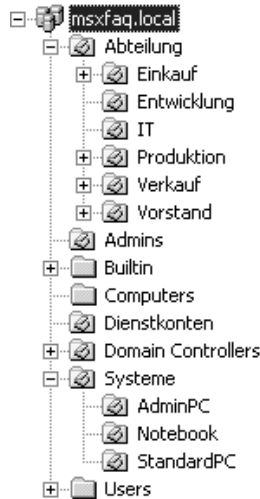 msxfaq.local
Abteilung
Einkauf
Entwicklung
IT
Produktion
Verkauf
Vorstand
Admins
Builtin
Computers
Dienstkonten
Domain Controllers
Systeme
AdminPC
Notebook
StandardPC
Users